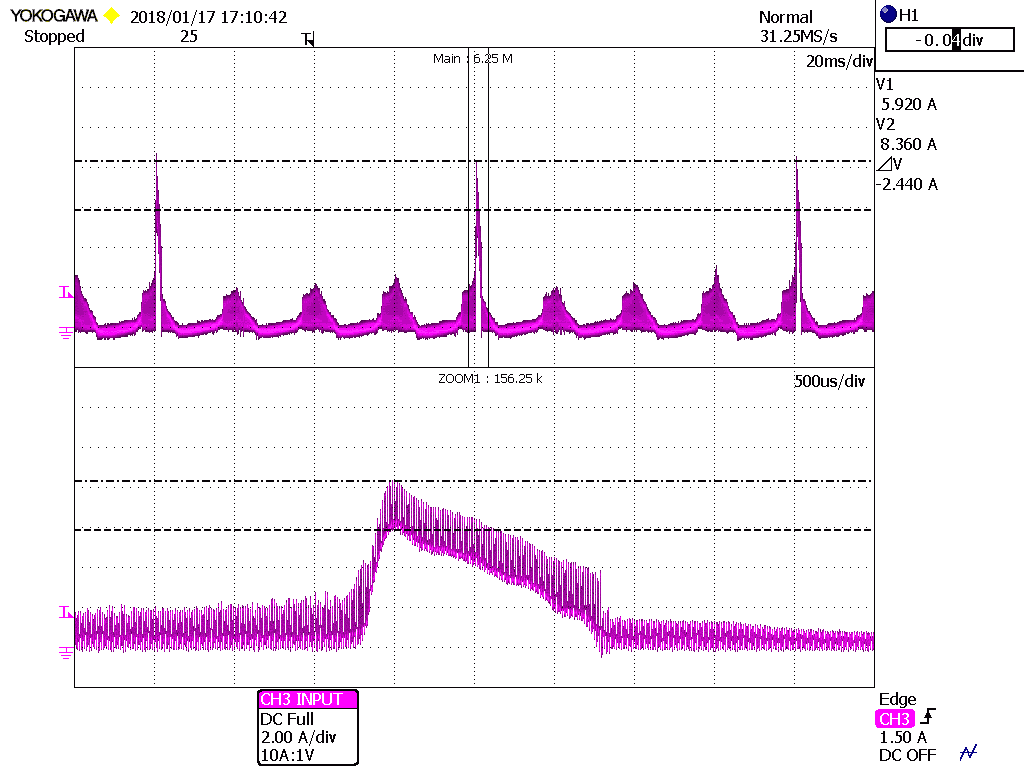 YOKOGAWA 2018/01/17 17:10:42
Normal
Stopped 25
31.25MS/s
H1
-0.04div
Main : 6.25 M
20ms/div
V1
5.920 A
V2
8.360 A
⊿V
-2.440 A
T
ZOOM1 : 156.25 k
500us/div
T
CH3 INPUT
DC Full
2.00 A/div
10A:1V
Edge
CH3
1.50 A
DC OFF